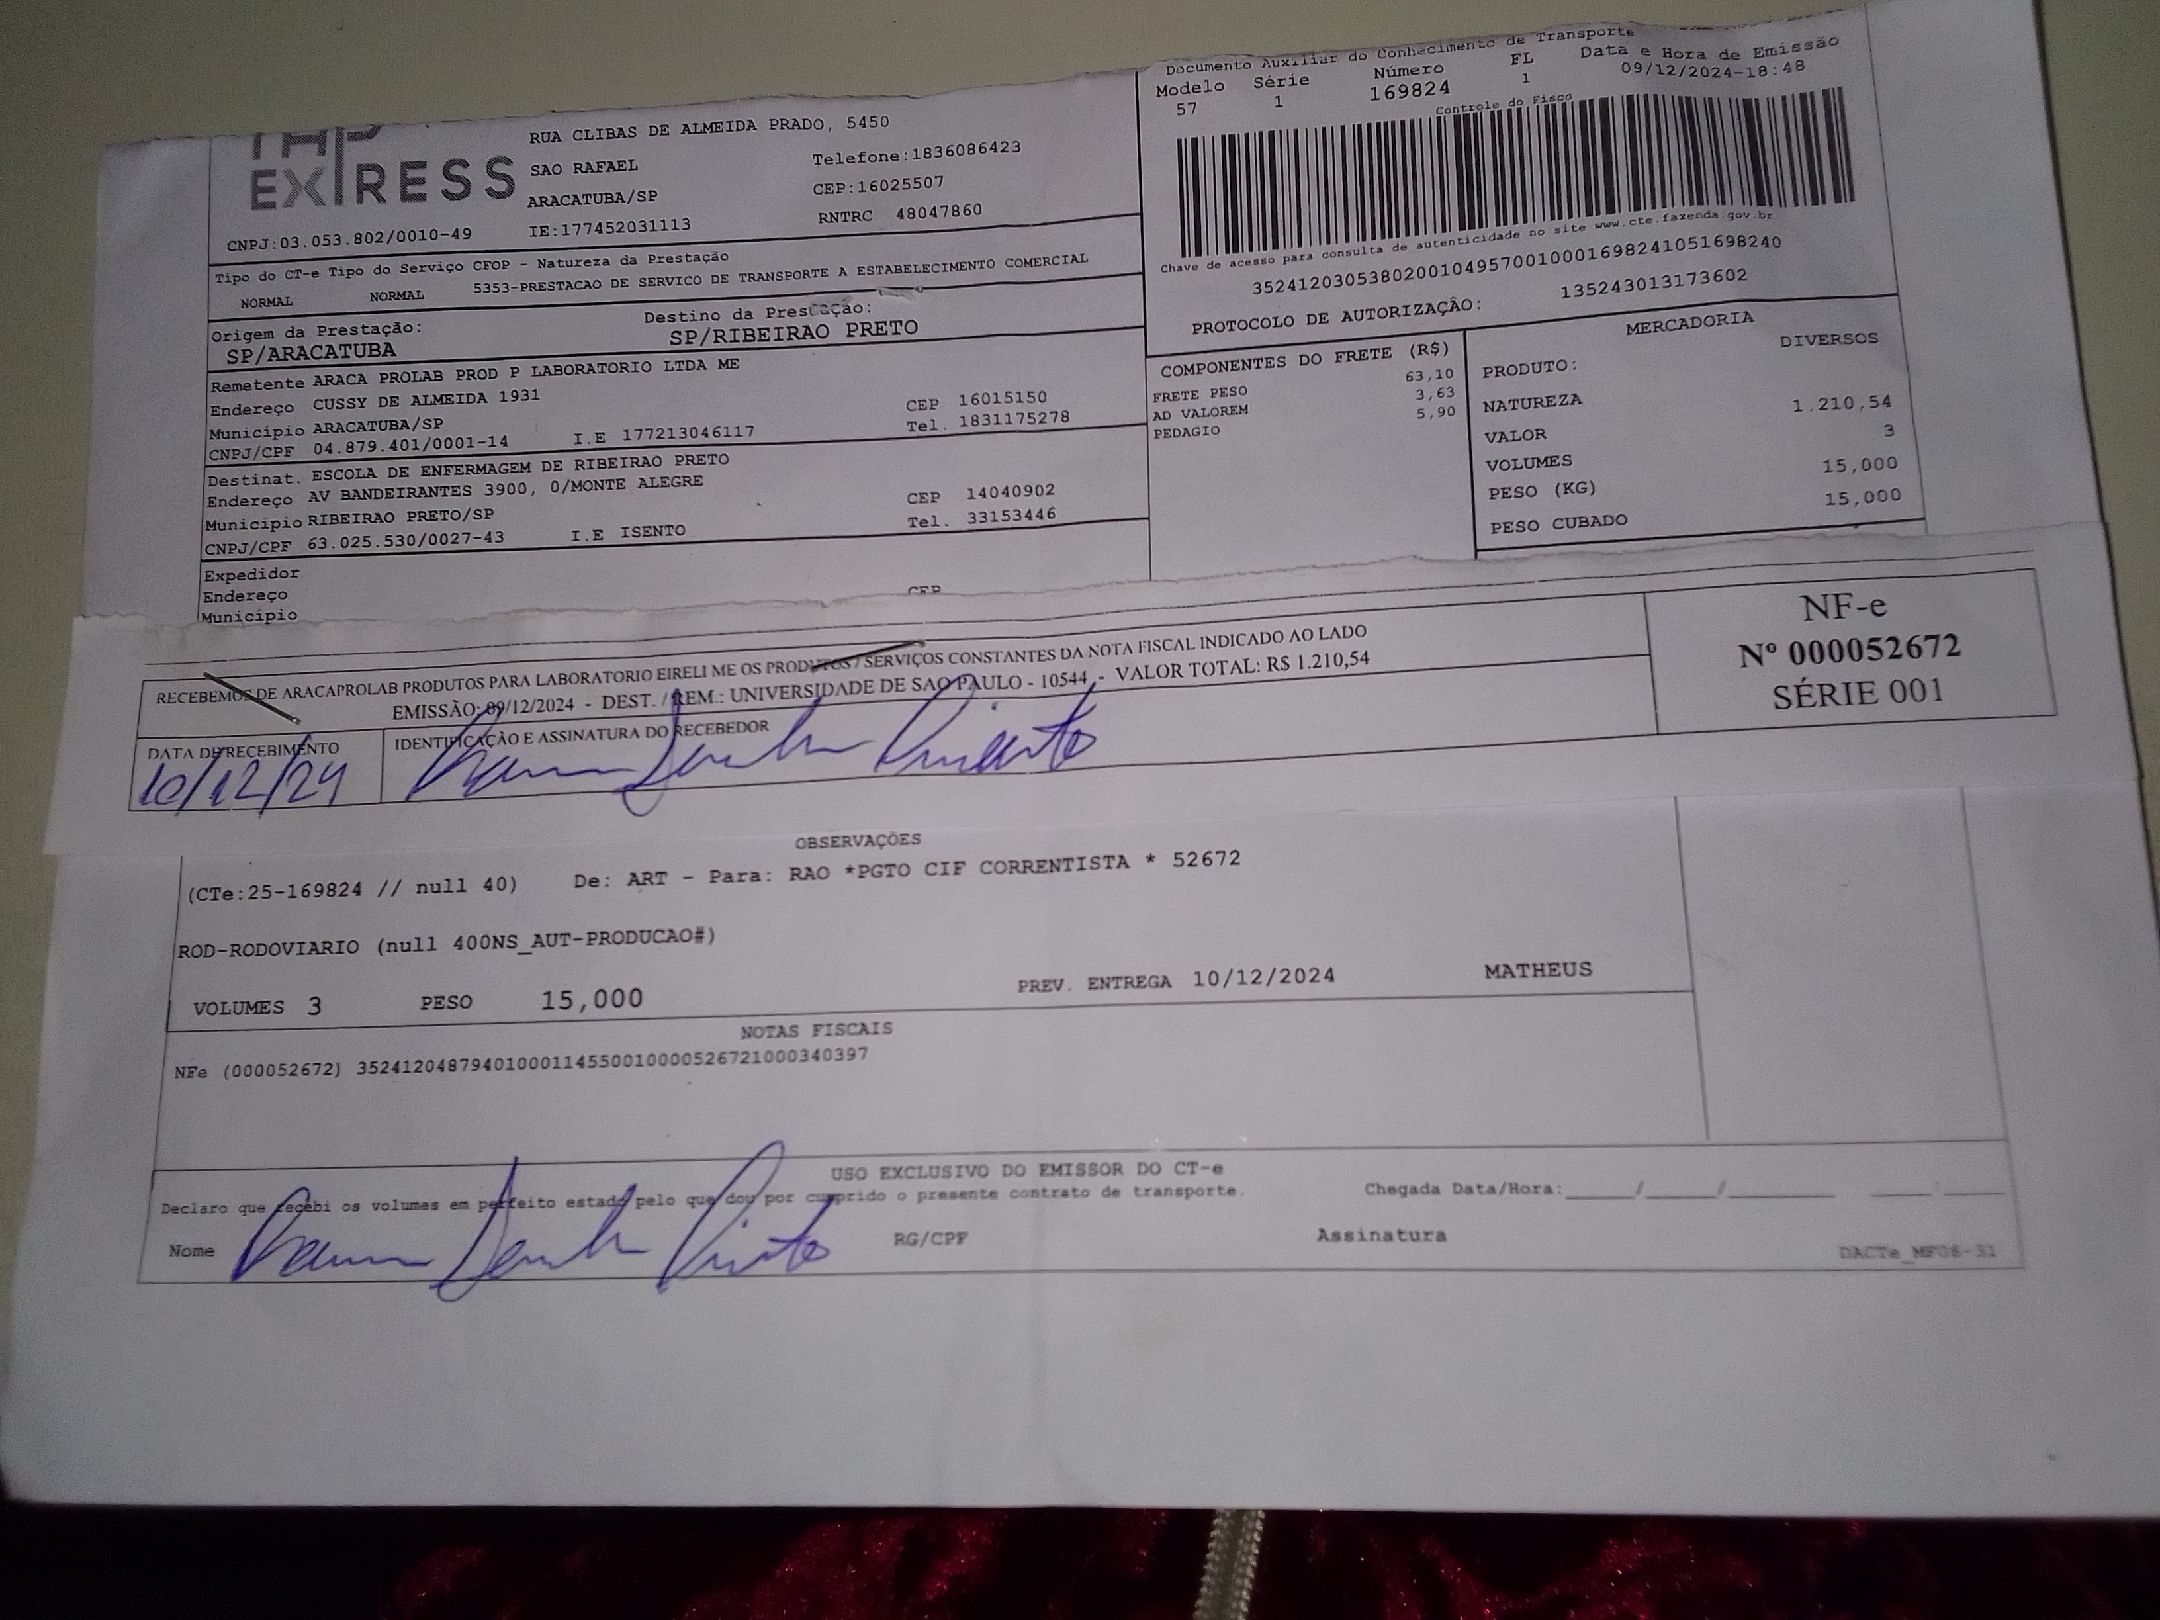 Documento Auxiliar do Conhecimento de Transporte
Modelo Série Número FL Data e Hora de Emissão
57 1 169824 1 09/12/2024-18:48
Controle do Fisco
EXPRESS
RUA CLIBAS DE ALMEIDA PRADO, 5450
SAO RAFAEL Telefone:1836086423
ARACATUBA/SP CEP:16025507
CNPJ:03.053.802/0010-49 IE:177452031113 RNTRC 48047860
Chave de acesso para consulta de autenticidade no site www.cte.fazenda.gov.br
35241203053802001049570010001698241051698240
PROTOCOLO DE AUTORIZAÇÃO: 135243013173602
Tipo do CT-e Tipo do Serviço CFOP - Natureza da Prestação
NORMAL NORMAL 5353-PRESTACAO DE SERVICO DE TRANSPORTE A ESTABELECIMENTO COMERCIAL
Origem da Prestação: Destino da Prestação:
SP/ARACATUBA SP/RIBEIRAO PRETO
Remetente ARACA PROLAB PROD P LABORATORIO LTDA ME
Endereço CUSSY DE ALMEIDA 1931 CEP 16015150
Município ARACATUBA/SP Tel. 1831175278
CNPJ/CPF 04.879.401/0001-14 I.E 177213046117
Destinat. ESCOLA DE ENFERMAGEM DE RIBEIRAO PRETO
Endereço AV BANDEIRANTES 3900, 0/MONTE ALEGRE CEP 14040902
Município RIBEIRAO PRETO/SP Tel. 33153446
CNPJ/CPF 63.025.530/0027-43 I.E ISENTO
Expedidor
Endereço CEP
Município
COMPONENTES DO FRETE (R$)
FRETE PESO 63,10
AD VALOREM 3,63
PEDAGIO 5,90
MERCADORIA
PRODUTO: DIVERSOS
NATUREZA
VALOR 1.210,54
VOLUMES 3
PESO (KG) 15,000
PESO CUBADO 15,000
RECEBEMOS DE ARACAPROLAB PRODUTOS PARA LABORATORIO EIRELI ME OS PRODUTOS / SERVIÇOS CONSTANTES DA NOTA FISCAL INDICADO AO LADO
EMISSÃO: 09/12/2024 - DEST. / REM.: UNIVERSIDADE DE SAO PAULO - 10544 - VALOR TOTAL: R$ 1.210,54
NF-e
Nº 000052672
SÉRIE 001
DATA DE RECEBIMENTO IDENTIFICAÇÃO E ASSINATURA DO RECEBEDOR
10/12/24
OBSERVAÇÕES
(CTe:25-169824 // null 40) De: ART - Para: RAO *PGTO CIF CORRENTISTA * 52672
ROD-RODOVIARIO (null 400NS_AUT-PRODUCAO#)
VOLUMES 3 PESO 15,000 PREV. ENTREGA 10/12/2024 MATHEUS
NOTAS FISCAIS
NFe (000052672) 35241204879401000114550010000526721000340397
USO EXCLUSIVO DO EMISSOR DO CT-e
Declaro que recebi os volumes em perfeito estado pelo que dou por cumprido o presente contrato de transporte. Chegada Data/Hora:____/____/____
Nome RG/CPF Assinatura
DACTe_MF06-31